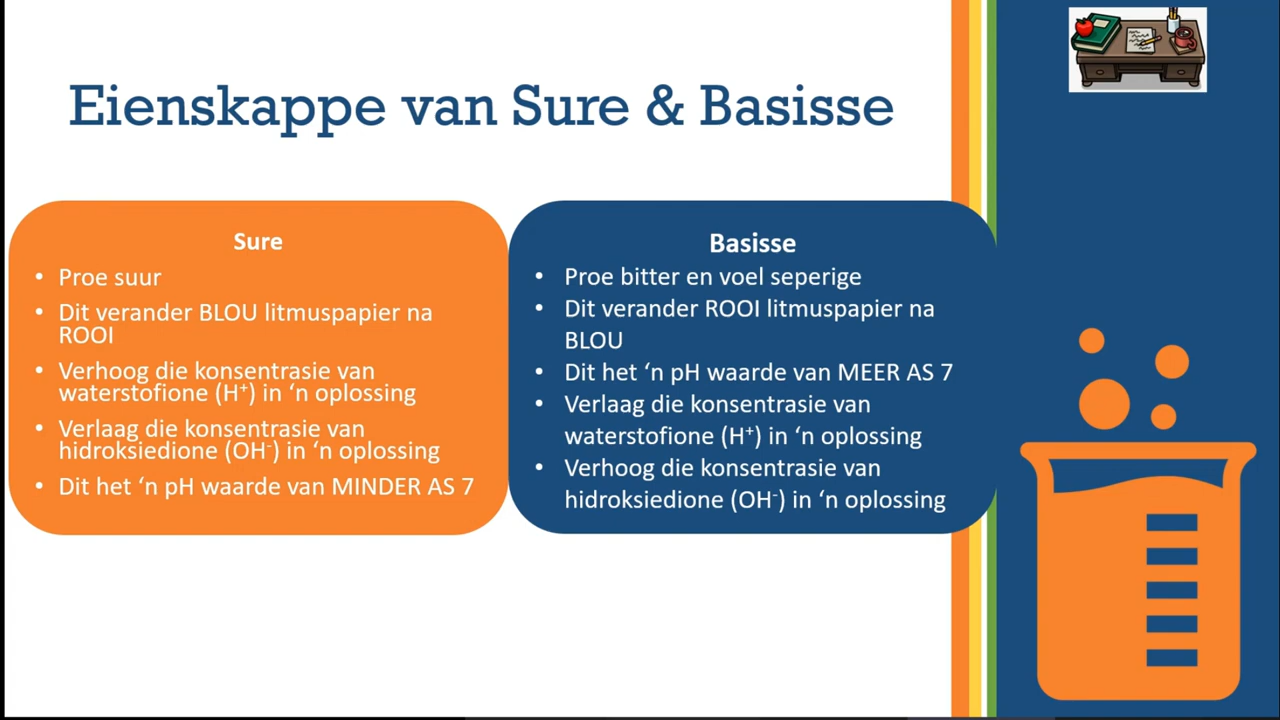 Eienskappe van Sure & Basisse
Sure
• Proe suur
• Dit verander BLOU litmuspapier na
ROOI
• Verhoog die konsentrasie van
waterstofione (H⁺) in ‘n oplossing
• Verlaag die konsentrasie van
hidroksiedione (OH⁻) in ‘n oplossing
• Dit het ‘n pH waarde van MINDER AS 7
Basisse
• Proe bitter en voel seperige
• Dit verander ROOI litmuspapier na
BLOU
• Dit het ‘n pH waarde van MEER AS 7
• Verlaag die konsentrasie van
waterstofione (H⁺) in ‘n oplossing
• Verhoog die konsentrasie van
hidroksiedione (OH⁻) in ‘n oplossing